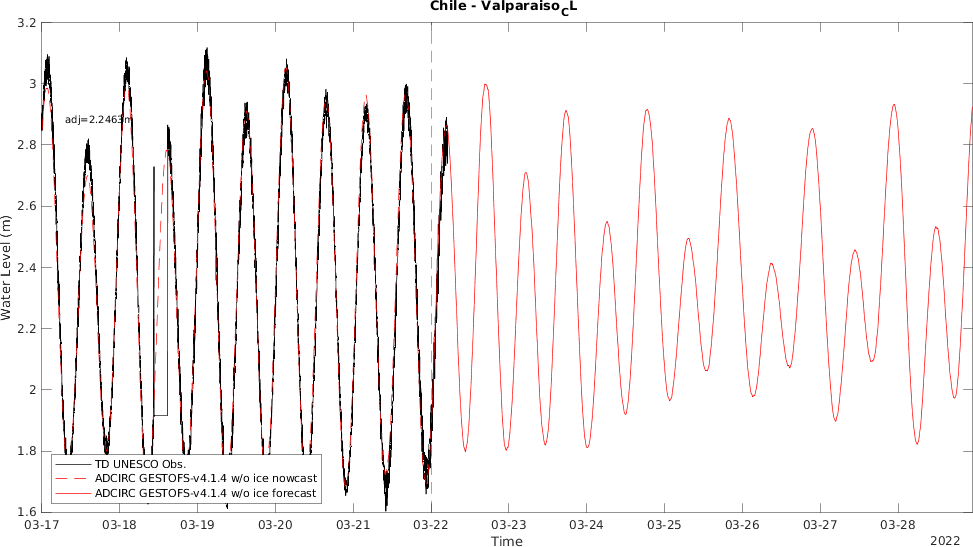 Chile - Valparaiso_CL
3.2
3
2.8
2.6
2.4
2.2
2
1.8
1.6
Water Level (m)
adj=2.2463m
TD UNESCO Obs.
ADCIRC GESTOFS-v4.1.4 w/o ice nowcast
ADCIRC GESTOFS-v4.1.4 w/o ice forecast
03-17 03-18 03-19 03-20 03-21 03-22 03-23 03-24 03-25 03-26 03-27 03-28
Time
2022